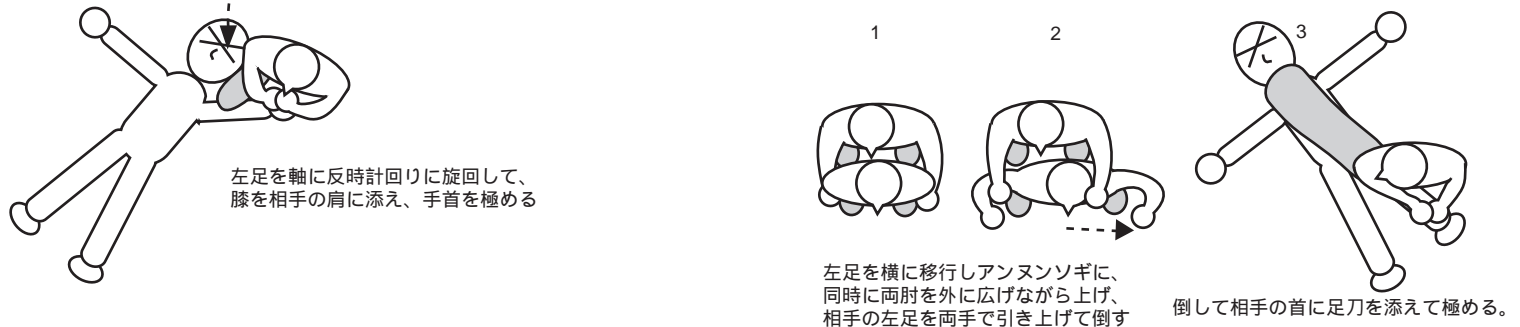 左足を軸に反時計回りに旋回して、
膝を相手の肩に添え、手首を極める
1
2
3
左足を横に移行しアンヌンソギに、
同時に両肘を外に広げながら上げ、
相手の左足を両手で引き上げて倒す
倒して相手の首に足刀を添えて極める。